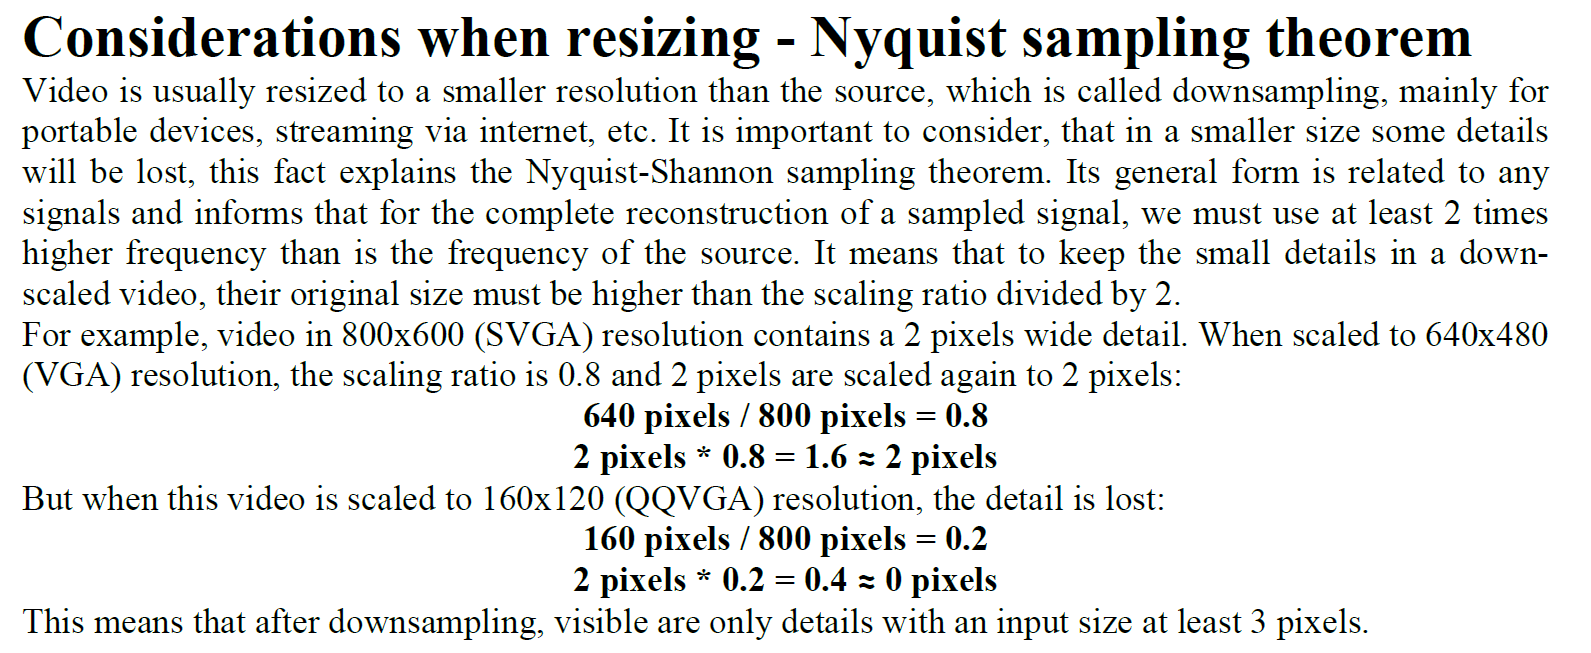 Considerations when resizing - Nyquist sampling theorem
Video is usually resized to a smaller resolution than the source, which is called downsampling, mainly for
portable devices, streaming via internet, etc. It is important to consider, that in a smaller size some details
will be lost, this fact explains the Nyquist-Shannon sampling theorem. Its general form is related to any
signals and informs that for the complete reconstruction of a sampled signal, we must use at least 2 times
higher frequency than is the frequency of the source. It means that to keep the small details in a down-
scaled video, their original size must be higher than the scaling ratio divided by 2.
For example, video in 800x600 (SVGA) resolution contains a 2 pixels wide detail. When scaled to 640x480
(VGA) resolution, the scaling ratio is 0.8 and 2 pixels are scaled again to 2 pixels:
640 pixels / 800 pixels = 0.8
2 pixels * 0.8 = 1.6 ≈ 2 pixels
But when this video is scaled to 160x120 (QQVGA) resolution, the detail is lost:
160 pixels / 800 pixels = 0.2
2 pixels * 0.2 = 0.4 ≈ 0 pixels
This means that after downsampling, visible are only details with an input size at least 3 pixels.